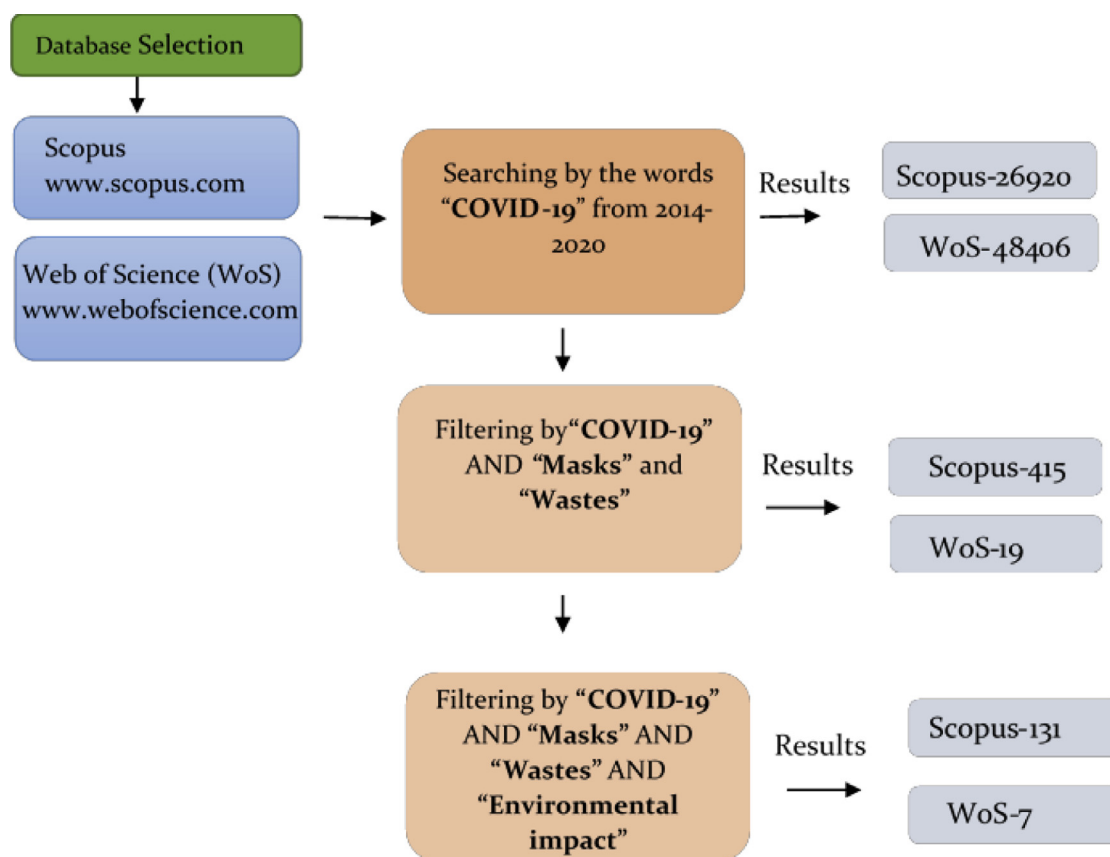 Database Selection
Scopus
www.scopus.com
Web of Science (WoS)
www.webofscience.com
Searching by the words
“COVID-19” from 2014-
2020
Results
Scopus-26920
WoS-48406
Filtering by“COVID-19”
AND “Masks” and
“Wastes”
Results
Scopus-415
WoS-19
Filtering by “COVID-19”
AND “Masks” AND
“Wastes” AND
“Environmental
impact”
Results
Scopus-131
WoS-7